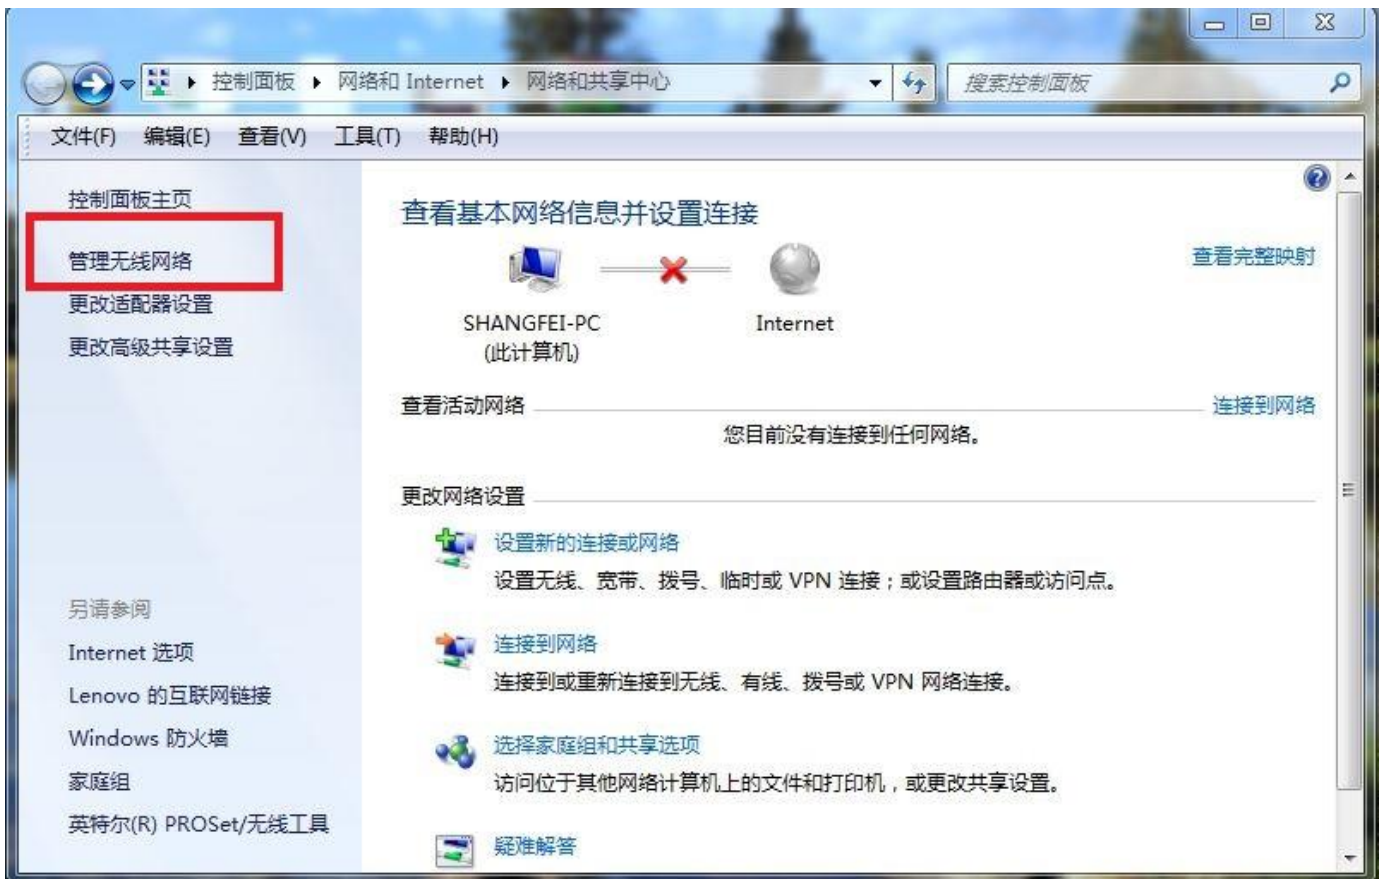 控制面板 ▸ 网络和 Internet ▸ 网络和共享中心
搜索控制面板
文件(F) 编辑(E) 查看(V) 工具(T) 帮助(H)
控制面板主页
管理无线网络
更改适配器设置
更改高级共享设置
另请参阅
Internet 选项
Lenovo 的互联网链接
Windows 防火墙
家庭组
英特尔(R) PROSet/无线工具
查看基本网络信息并设置连接
查看完整映射
SHANGFEI-PC
(此计算机)
Internet
查看活动网络
连接到网络
您目前没有连接到任何网络。
更改网络设置
设置新的连接或网络
设置无线、宽带、拨号、临时或 VPN 连接；或设置路由器或访问点。
连接到网络
连接到或重新连接到无线、有线、拨号或 VPN 网络连接。
选择家庭组和共享选项
访问位于其他网络计算机上的文件和打印机，或更改共享设置。
疑难解答